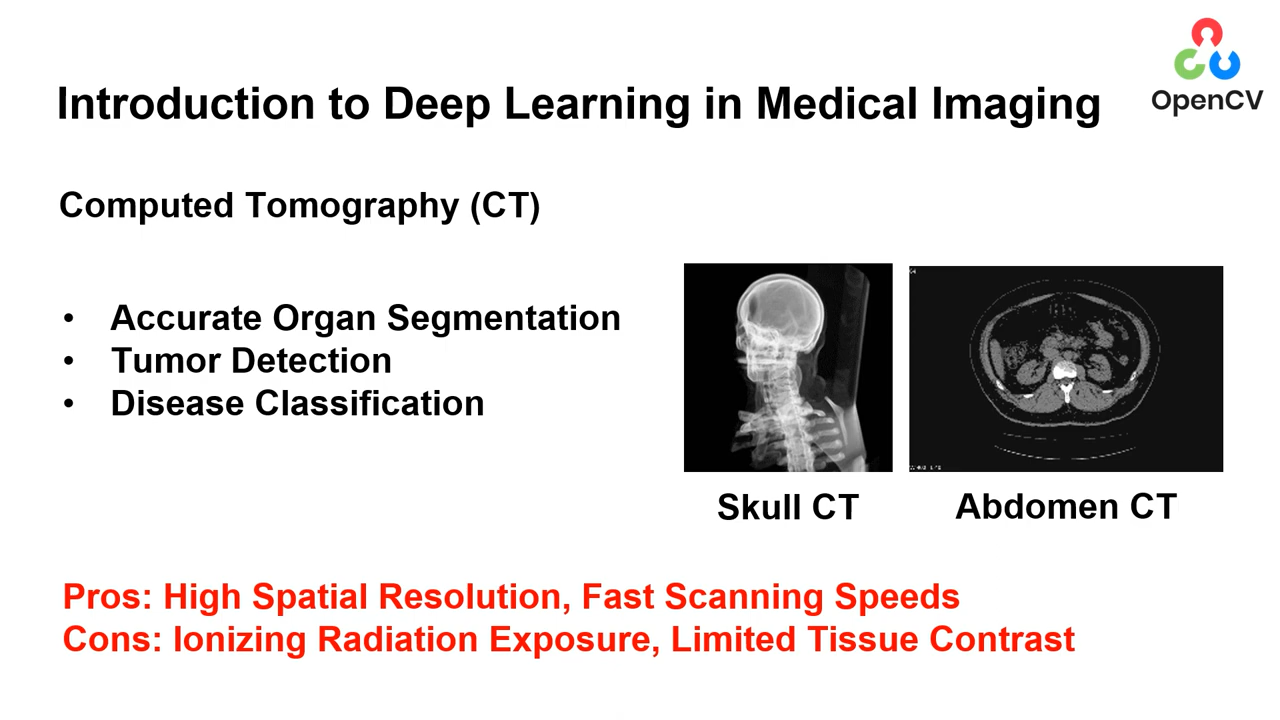 OpenCV
Introduction to Deep Learning in Medical Imaging
Computed Tomography (CT)
• Accurate Organ Segmentation
• Tumor Detection
• Disease Classification
Skull CT
Abdomen CT
Pros: High Spatial Resolution, Fast Scanning Speeds
Cons: Ionizing Radiation Exposure, Limited Tissue Contrast